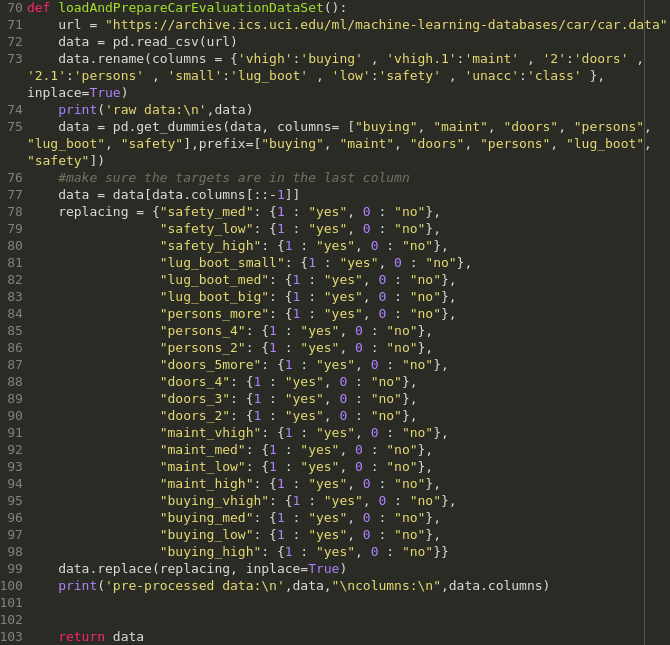 70 def loadAndPrepareCarEvaluationDataSet():
71     url = "https://archive.ics.uci.edu/ml/machine-learning-databases/car/car.data"
72     data = pd.read_csv(url)
73     data.rename(columns = {'vhigh':'buying' , 'vhigh.1':'maint' , '2':'doors' ,
'2.1':'persons' , 'small':'lug_boot' , 'low':'safety' , 'unacc':'class' },
inplace=True)
74     print('raw data:\n',data)
75     data = pd.get_dummies(data, columns= ["buying", "maint", "doors", "persons",
"lug_boot", "safety"],prefix=["buying", "maint", "doors", "persons", "lug_boot",
"safety"])
76     #make sure the targets are in the last column
77     data = data[data.columns[::-1]]
78     replacing = {"safety_med": {1 : "yes", 0 : "no"},
79                  "safety_low": {1 : "yes", 0 : "no"},
80                  "safety_high": {1 : "yes", 0 : "no"},
81                  "lug_boot_small": {1 : "yes", 0 : "no"},
82                  "lug_boot_med": {1 : "yes", 0 : "no"},
83                  "lug_boot_big": {1 : "yes", 0 : "no"},
84                  "persons_more": {1 : "yes", 0 : "no"},
85                  "persons_4": {1 : "yes", 0 : "no"},
86                  "persons_2": {1 : "yes", 0 : "no"},
87                  "doors_5more": {1 : "yes", 0 : "no"},
88                  "doors_4": {1 : "yes", 0 : "no"},
89                  "doors_3": {1 : "yes", 0 : "no"},
90                  "doors_2": {1 : "yes", 0 : "no"},
91                  "maint_vhigh": {1 : "yes", 0 : "no"},
92                  "maint_med": {1 : "yes", 0 : "no"},
93                  "maint_low": {1 : "yes", 0 : "no"},
94                  "maint_high": {1 : "yes", 0 : "no"},
95                  "buying_vhigh": {1 : "yes", 0 : "no"},
96                  "buying_med": {1 : "yes", 0 : "no"},
97                  "buying_low": {1 : "yes", 0 : "no"},
98                  "buying_high": {1 : "yes", 0 : "no"}}
99     data.replace(replacing, inplace=True)
100     print('pre-processed data:\n',data,"\ncolumns:\n",data.columns)
101
102
103     return data